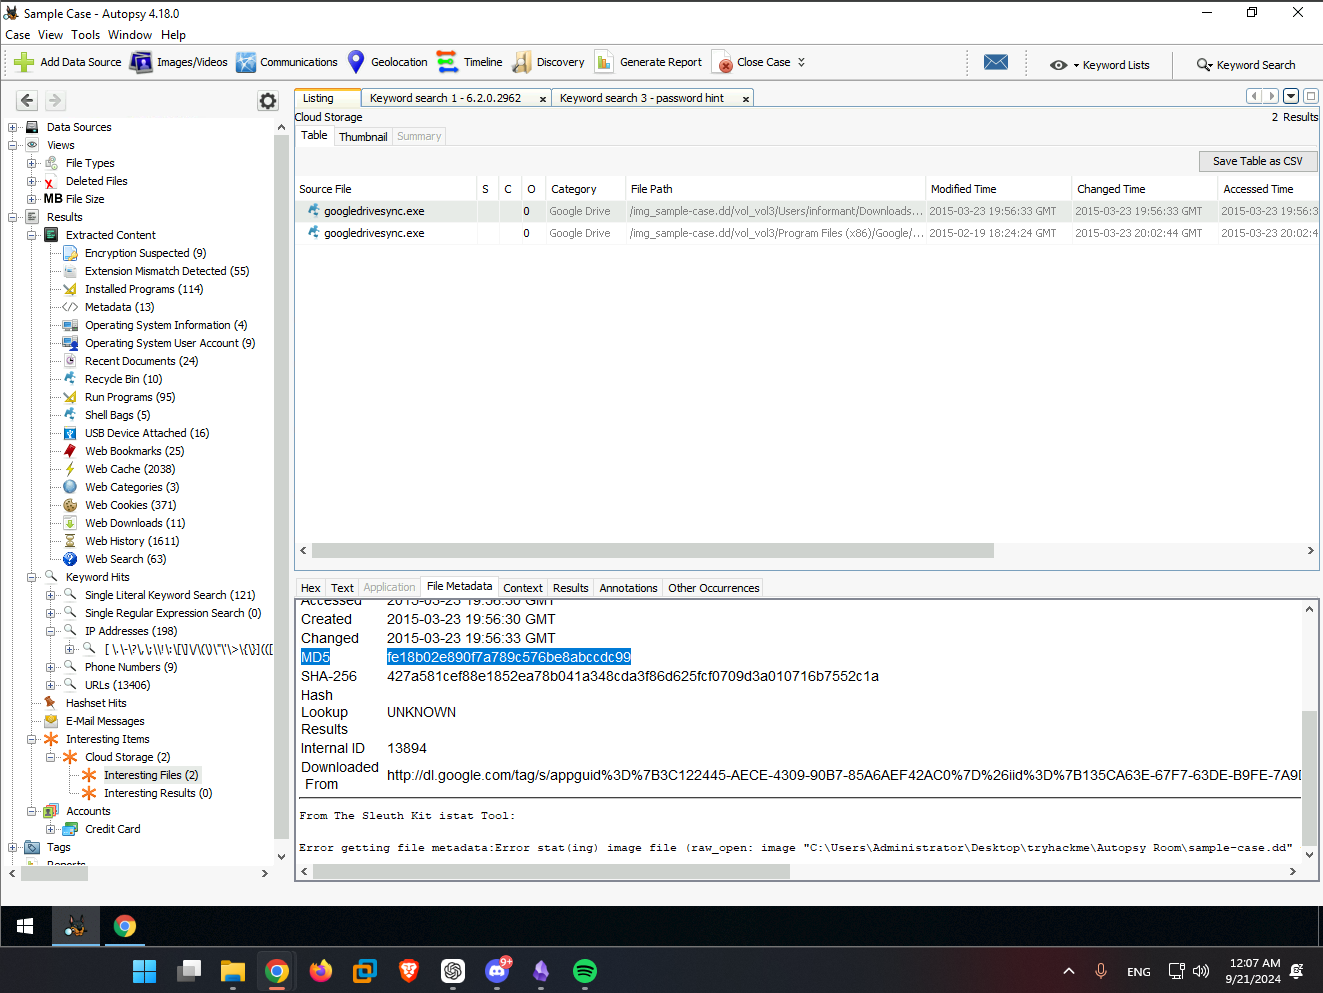 Sample Case - Autopsy 4.18.0
Case View Tools Window Help
Add Data Source Images/Videos Communications Geolocation Timeline Discovery Generate Report Close Case Keyword Lists Keyword Search
Listing Keyword search 1 - 6.2.0.2962 × Keyword search 3 - password hint ×
Cloud Storage 2 Results
Table Thumbnail Summary
Save Table as CSV
Source File S C O Category File Path Modified Time Changed Time Accessed Time
googledrivesync.exe 0 Google Drive /img_sample-case.dd/vol_vol3/Users/informant/Downloads... 2015-03-23 19:56:33 GMT 2015-03-23 19:56:33 GMT 2015-03-23 19:56:3
googledrivesync.exe 0 Google Drive /img_sample-case.dd/vol_vol3/Program Files (x86)/Google/... 2015-02-19 18:24:24 GMT 2015-03-23 20:02:44 GMT 2015-03-23 20:02:4
Data Sources
Views
File Types
Deleted Files
MB File Size
Results
Extracted Content
Encryption Suspected (9)
Extension Mismatch Detected (55)
Installed Programs (114)
Metadata (13)
Operating System Information (4)
Operating System User Account (9)
Recent Documents (24)
Recycle Bin (10)
Run Programs (95)
Shell Bags (5)
USB Device Attached (16)
Web Bookmarks (25)
Web Cache (2038)
Web Categories (3)
Web Cookies (371)
Web Downloads (11)
Web History (1611)
Web Search (63)
Keyword Hits
Single Literal Keyword Search (121)
Single Regular Expression Search (0)
IP Addresses (198)
Phone Numbers (9)
URLs (13406)
Hashset Hits
E-Mail Messages
Interesting Items
Cloud Storage (2)
Interesting Files (2)
Interesting Results (0)
Accounts
Credit Card
Tags
Reports
Hex Text Application File Metadata Context Results Annotations Other Occurrences
Accessed 2015-03-23 19:56:30 GMT
Created 2015-03-23 19:56:30 GMT
Changed 2015-03-23 19:56:33 GMT
MD5 fe18b02e890f7a789c576be8abccdc99
SHA-256 427a581cef88e1852ea78b041a348cda3f86d625fcf0709d3a010716b7552c1a
Hash
Lookup UNKNOWN
Results
Internal ID 13894
Downloaded http://dl.google.com/tag/s/appguid%3D%7B3C122445-AECE-4309-90B7-85A6AEF42AC0%7D%26iid%3D%7B135CA63E-67F7-63DE-B9FE-7A9D
From
From The Sleuth Kit istat Tool:
Error getting file metadata:Error stat(ing) image file (raw_open: image "C:\Users\Administrator\Desktop\tryhackme\Autopsy Room\sample-case.dd"
9+
ENG
12:07 AM
9/21/2024